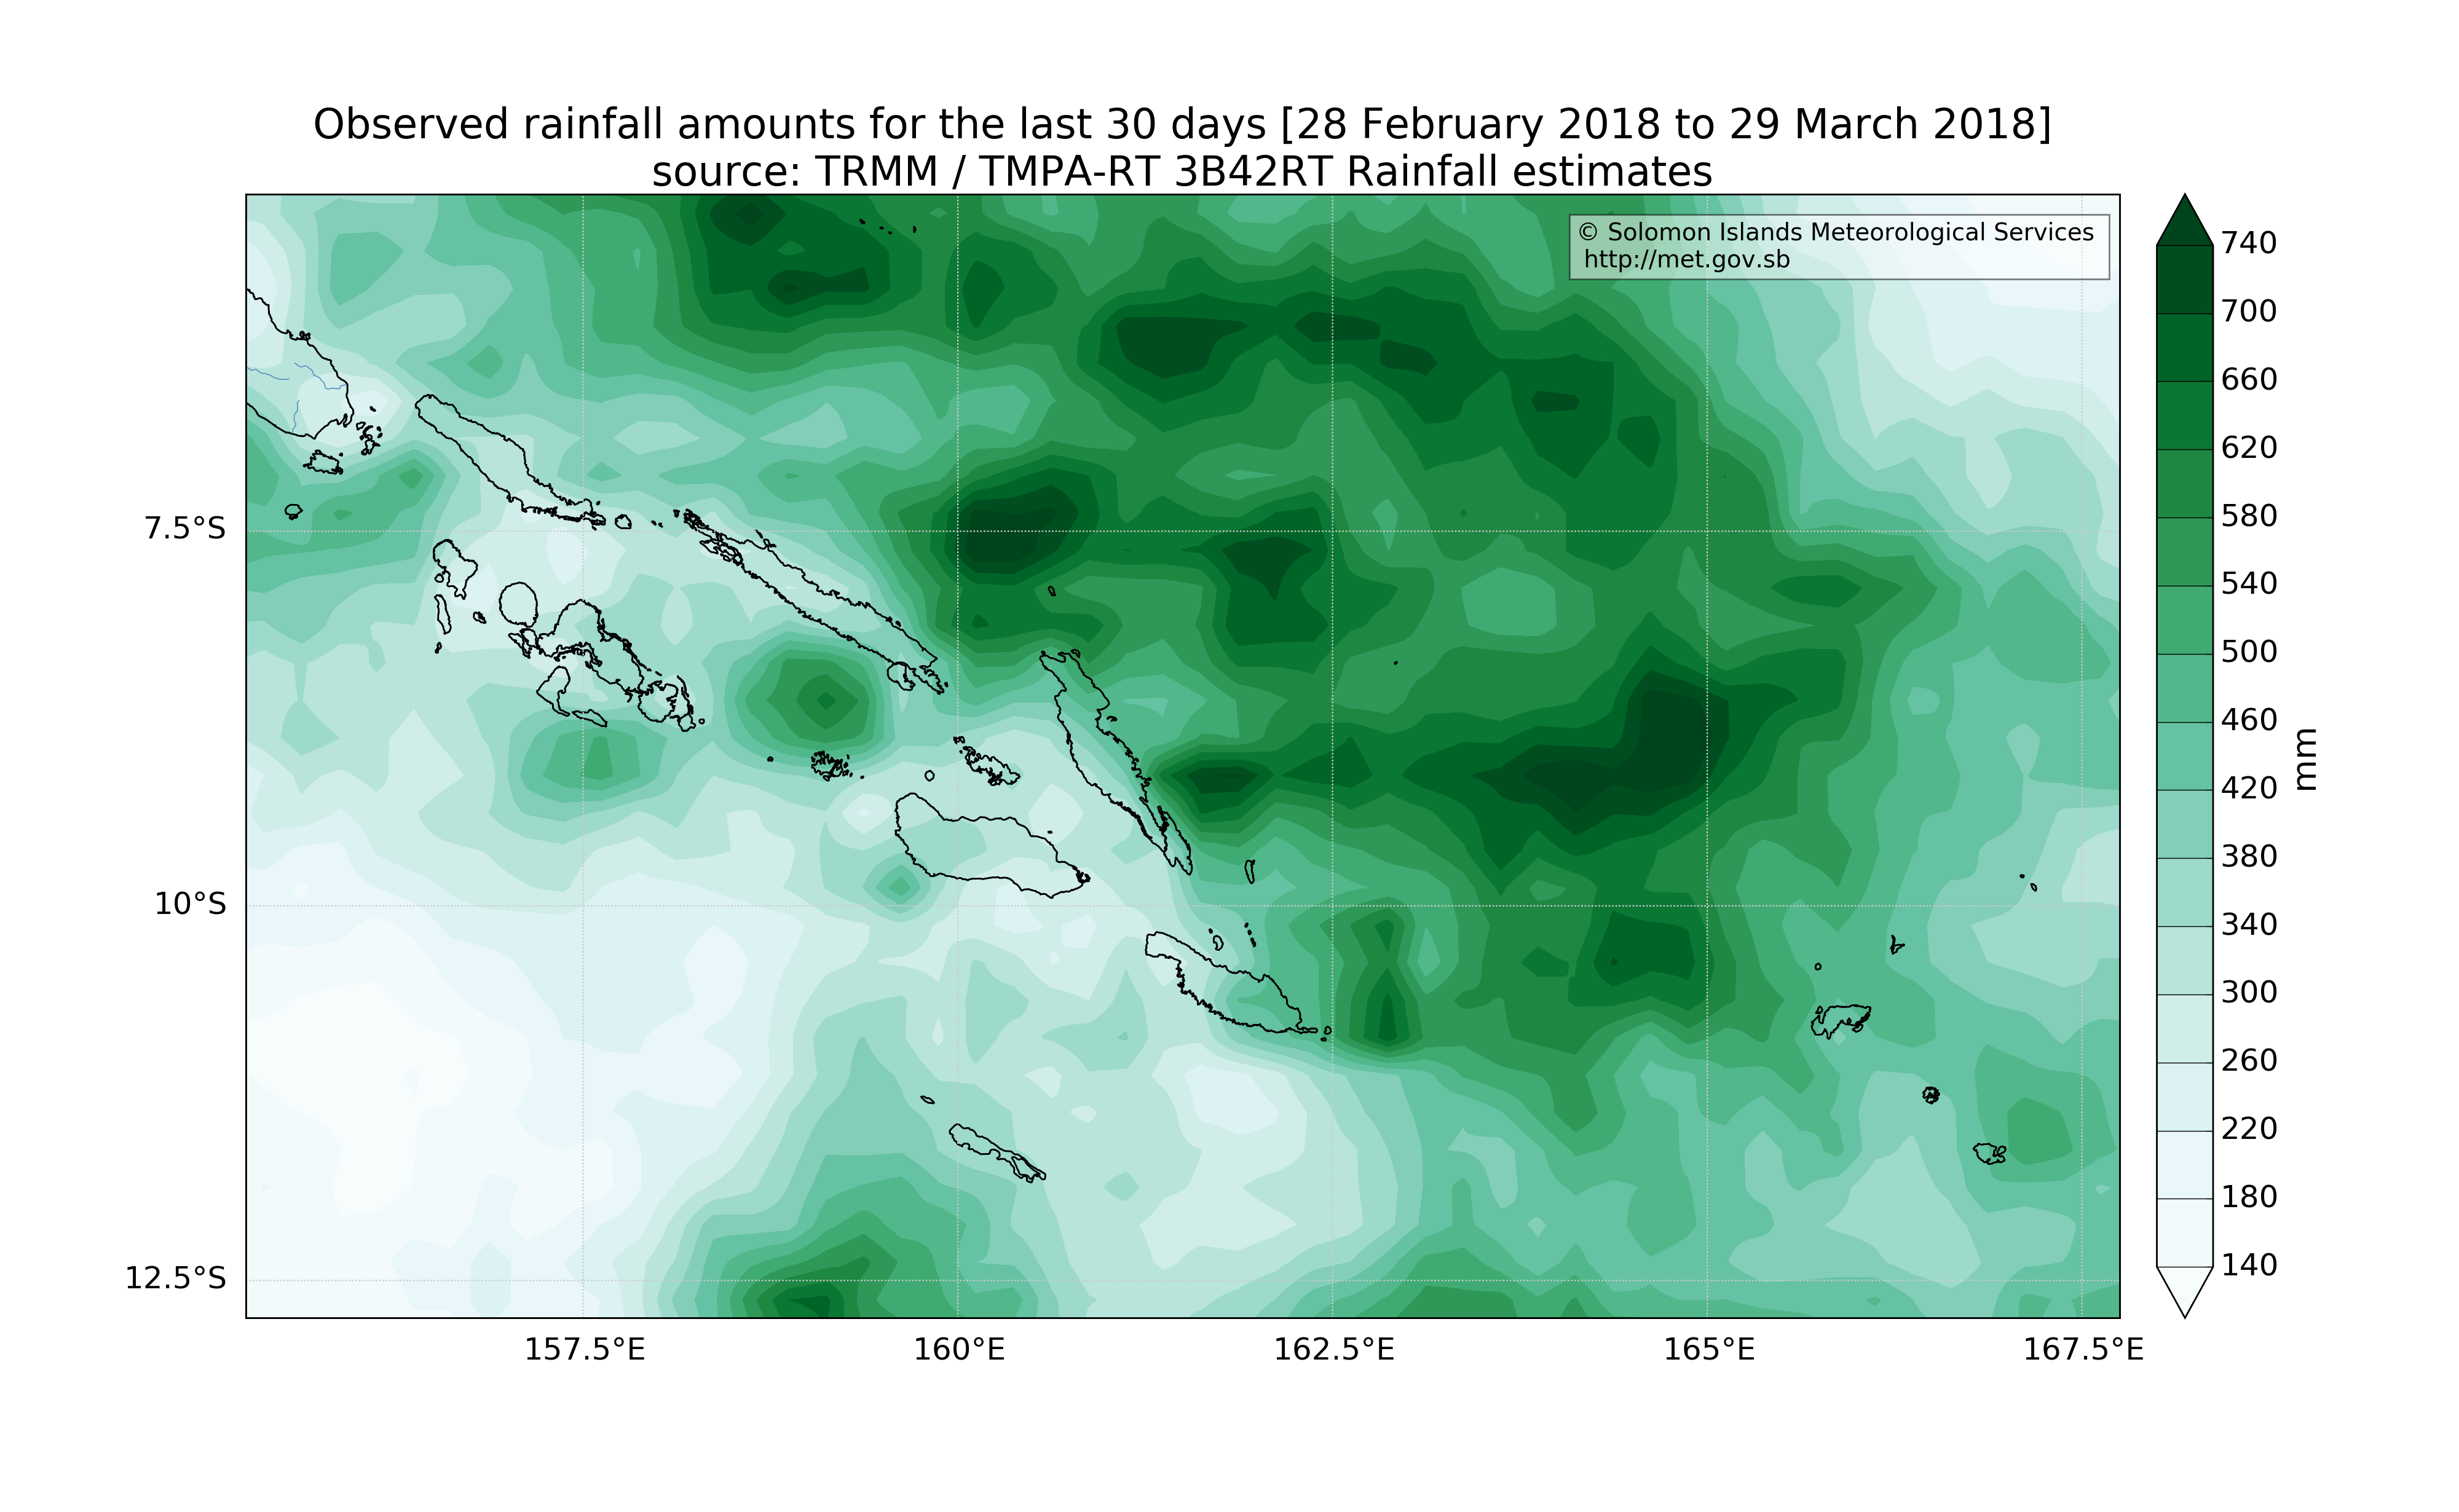 Observed rainfall amounts for the last 30 days [28 February 2018 to 29 March 2018]
source: TRMM / TMPA-RT 3B42RT Rainfall estimates
© Solomon Islands Meteorological Services
http://met.gov.sb
7.5°S
10°S
12.5°S
157.5°E
160°E
162.5°E
165°E
167.5°E
740
700
660
620
580
540
500
460
420
380
340
300
260
220
180
140
mm